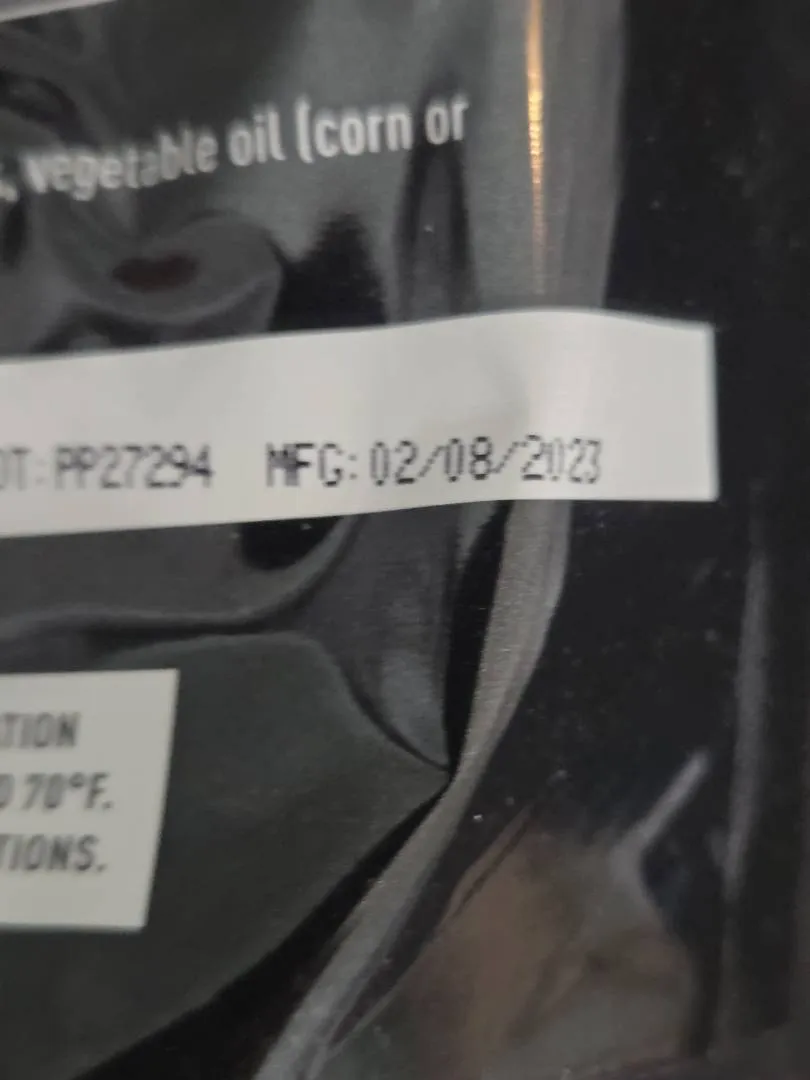 , vegetable oil (corn or
OT: PP27294 MFG: 02/08/2023
TION
70°F.
TIONS.